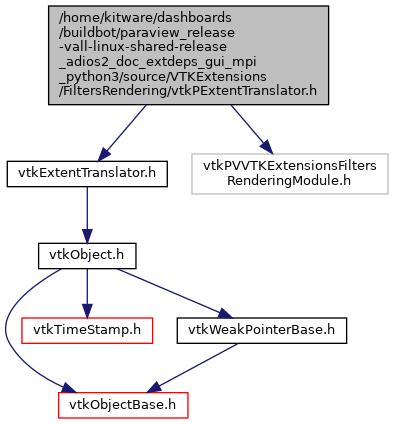 /home/kitware/dashboards
/buildbot/paraview_release
-vall-linux-shared-release
_adios2_doc_extdeps_gui_mpi
_python3/source/VTKExtensions
/FiltersRendering/vtkPExtentTranslator.h
vtkExtentTranslator.h
vtkPVVTKExtensionsFilters
RenderingModule.h
vtkObject.h
vtkTimeStamp.h
vtkWeakPointerBase.h
vtkObjectBase.h